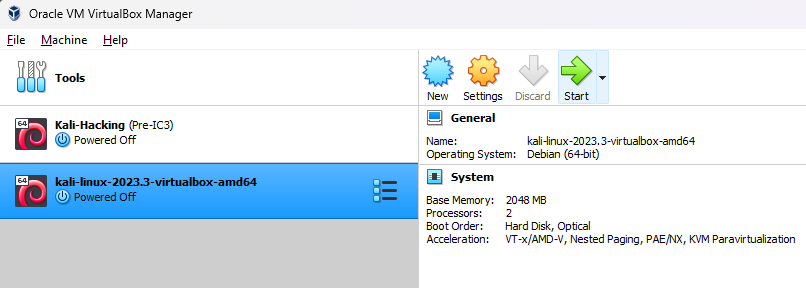 Oracle VM VirtualBox Manager
File Machine Help
Tools
New Settings Discard Start
64
Kali-Hacking (Pre-IC3)
Powered Off
64
kali-linux-2023.3-virtualbox-amd64
Powered Off
General
Name: kali-linux-2023.3-virtualbox-amd64
Operating System: Debian (64-bit)
System
Base Memory: 2048 MB
Processors: 2
Boot Order: Hard Disk, Optical
Acceleration: VT-x/AMD-V, Nested Paging, PAE/NX, KVM Paravirtualization